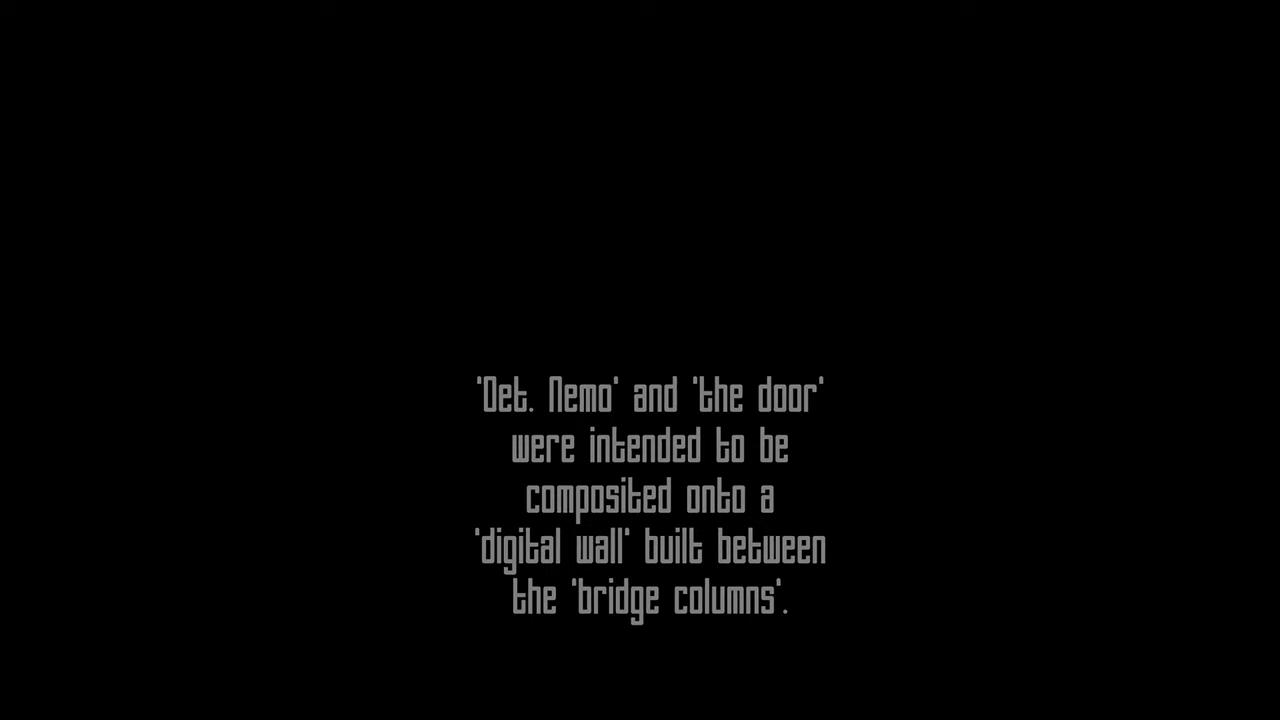 'Det. Nemo' and 'the door'
were intended to be
composited onto a
'digital wall' built between
the 'bridge columns'.